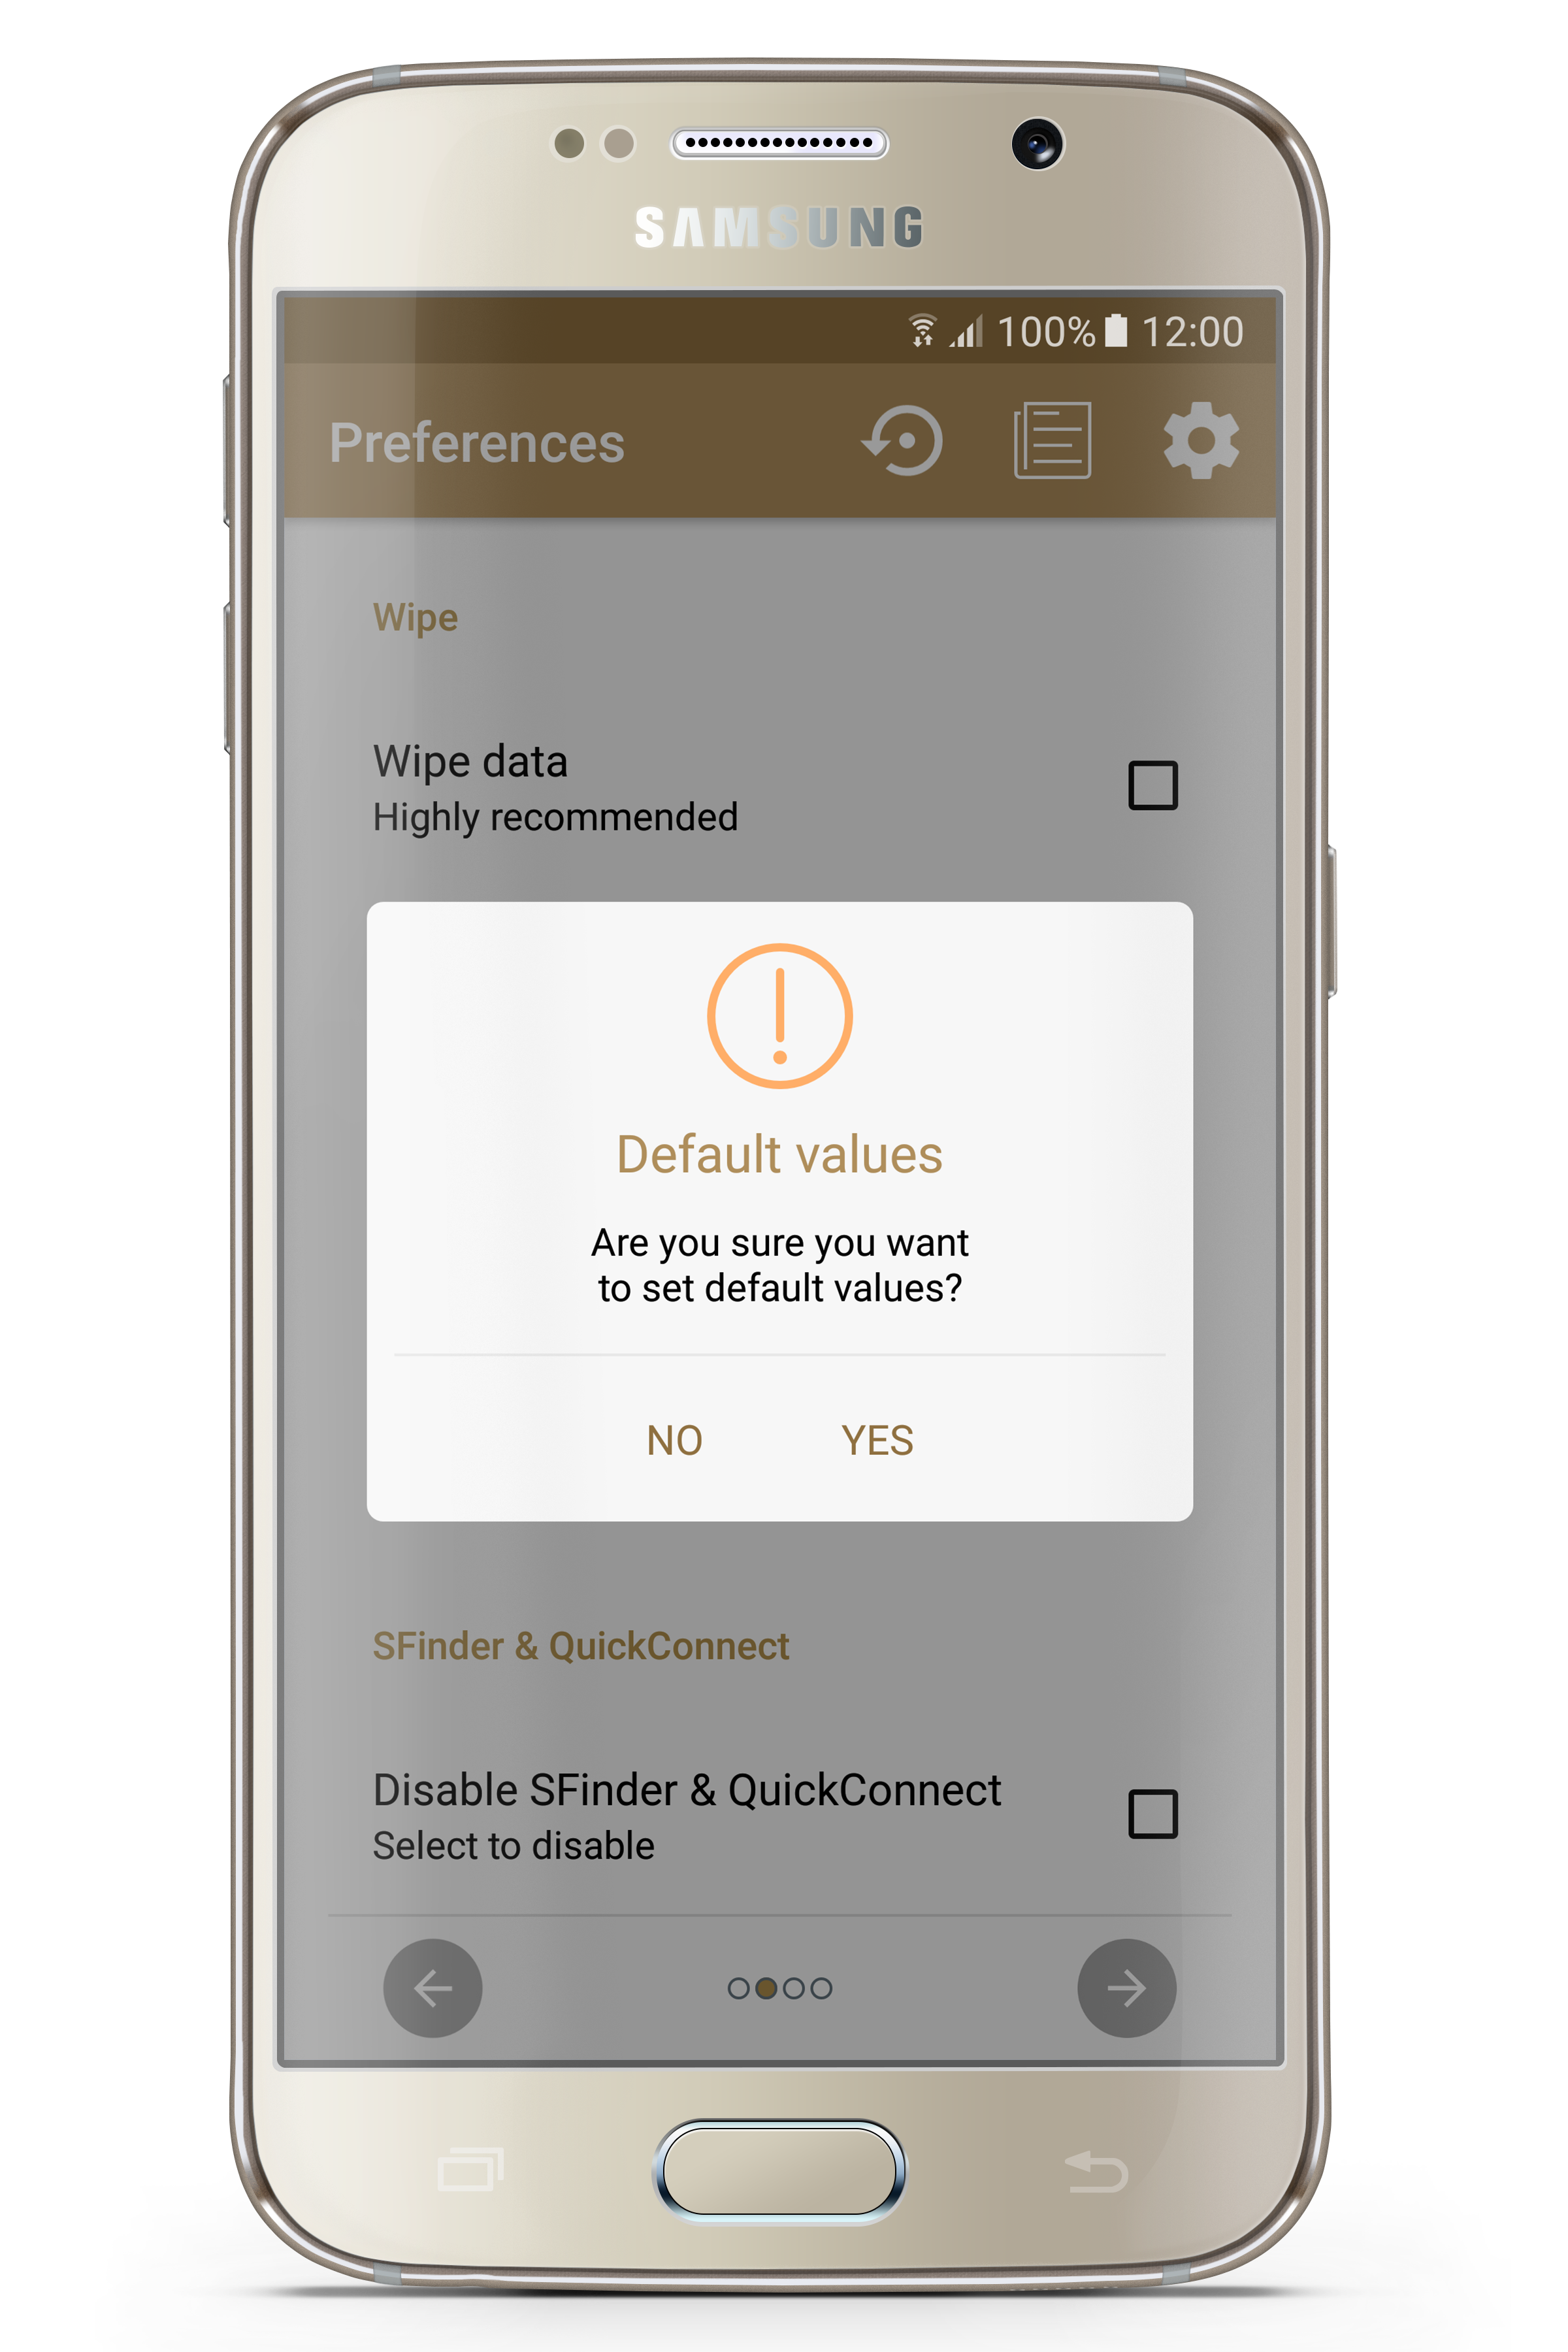 SAMSUNG
100% 12:00
Preferences
Wipe
Wipe data
Highly recommended
Default values
Are you sure you want
to set default values?
NO YES
SFinder & QuickConnect
Disable SFinder & QuickConnect
Select to disable